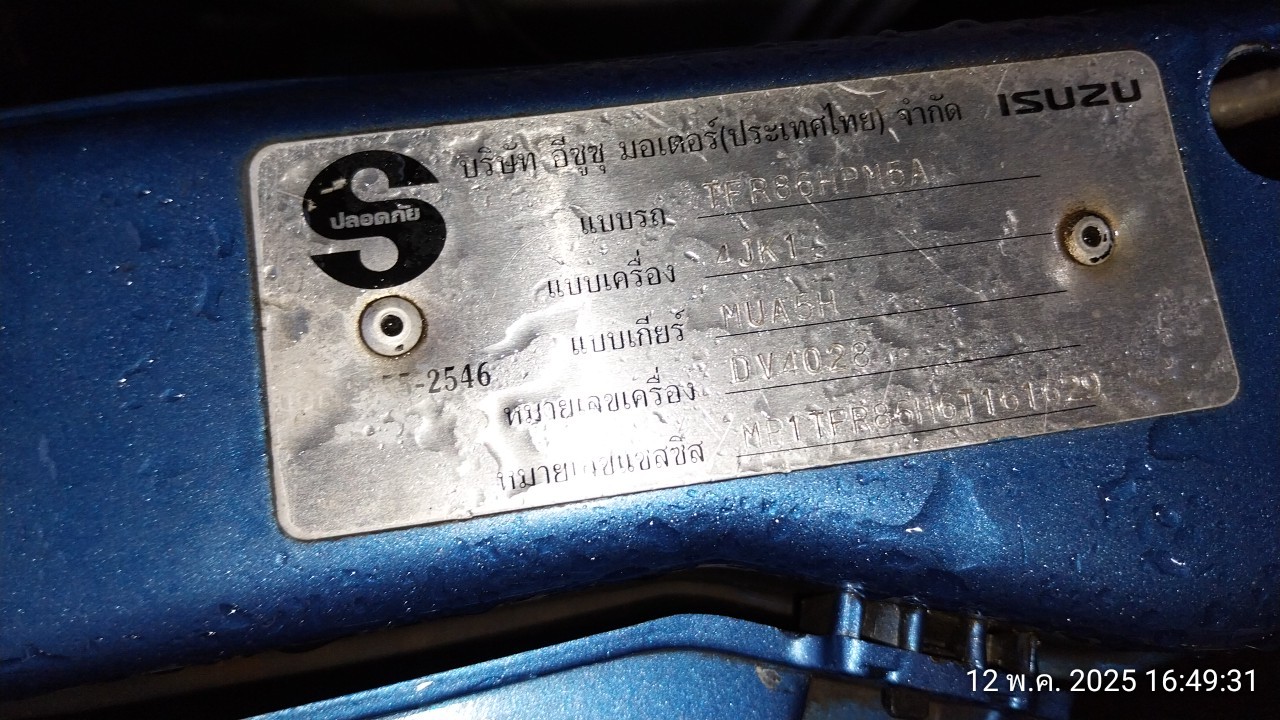 ISUZU
บริษัท อีซูซุ มอเตอร์(ประเทศไทย) จำกัด
ปลอดภัย
แบบรถ TFR86HPM5A
แบบเครื่อง 4JK1
แบบเกียร์ MUA5H
-2546
หมายเลขเครื่อง DV4028
หมายเลขแชสซีส์ MP1TFR86H6T161629
12 พ.ค. 2025 16:49:31